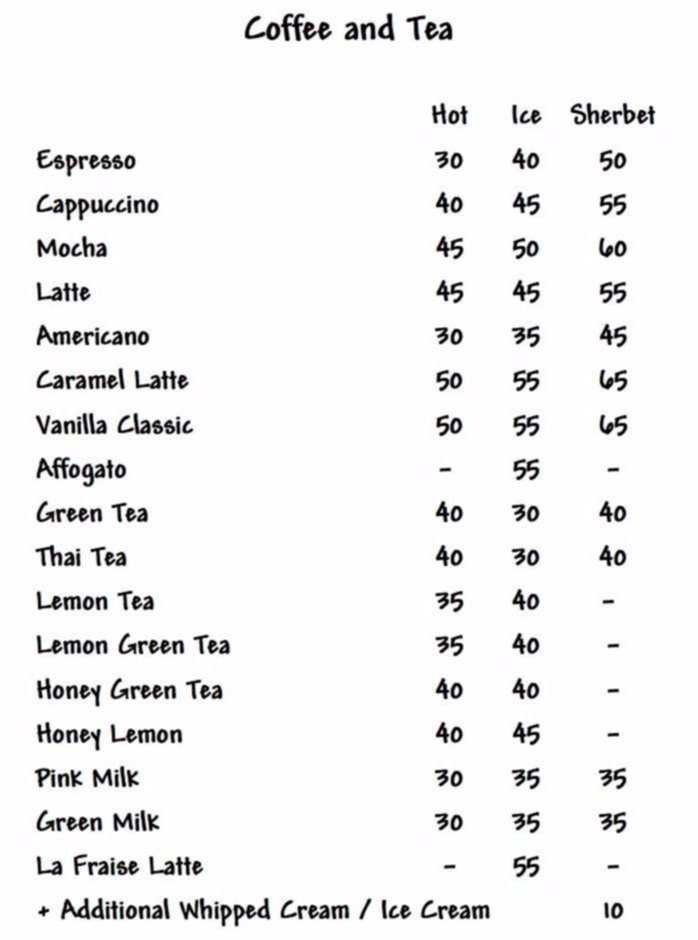 Coffee and Tea
Hot Ice Sherbet
Espresso 30 40 50
Cappuccino 40 45 55
Mocha 45 50 60
Latte 45 45 55
Americano 30 35 45
Caramel Latte 50 55 65
Vanilla Classic 50 55 65
Affogato - 55 -
Green Tea 40 30 40
Thai Tea 40 30 40
Lemon Tea 35 40 -
Lemon Green Tea 35 40 -
Honey Green Tea 40 40 -
Honey Lemon 40 45 -
Pink Milk 30 35 35
Green Milk 30 35 35
La Fraise Latte - 55 -
+ Additional Whipped Cream / Ice Cream 10